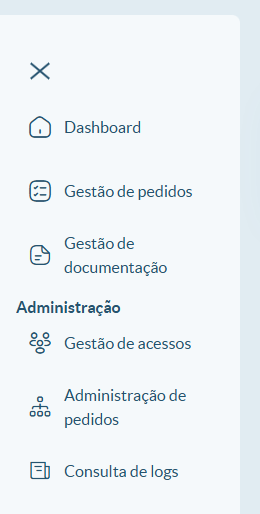 Dashboard
Gestão de pedidos
Gestão de
documentação
Administração
Gestão de acessos
Administração de
pedidos
Consulta de logs